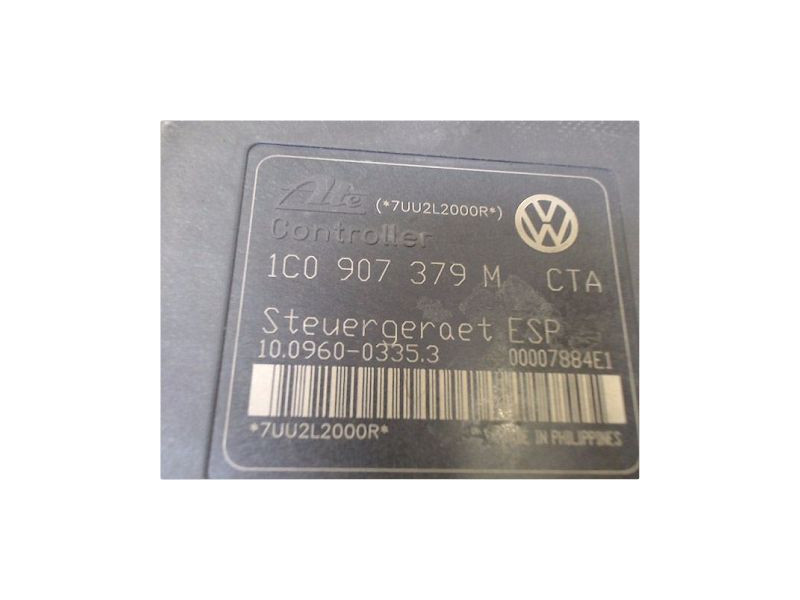 Ate (*7UU2L2000R*)
Controller
1C0 907 379 M CTA
Steuergeraet ESP
10.0960-0335.3 00007884E1
*7UU2L2000R* MADE IN PHILIPPINES